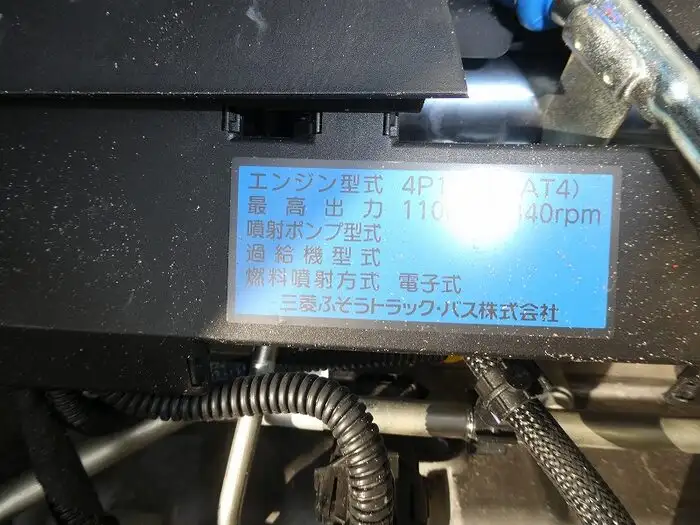 エンジン型式 4P1 AT4)
最高出力 110 40rpm
噴射ポンプ型式
過給機型式
燃料噴射方式 電子式
三菱ふそうトラック・バス株式会社